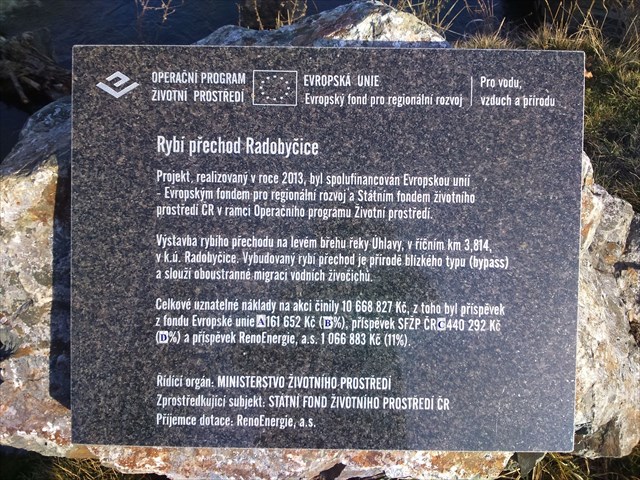 OPERAČNÍ PROGRAM
ŽIVOTNÍ PROSTŘEDÍ
EVROPSKÁ UNIE
Evropský fond pro regionální rozvoj
Pro vodu,
vzduch a přírodu
Rybí přechod Radobyčice
Projekt, realizovaný v roce 2013, byl spolufinancován Evropskou unií
- Evropským fondem pro regionální rozvoj a Státním fondem životního
prostředí ČR v rámci Operačního programu Životní prostředí.
Výstavba rybího přechodu na levém břehu řeky Úhlavy, v říčním km 3,814,
v k.ú. Radobyčice. Vybudovaný rybí přechod je přírodě blízkého typu (bypass)
a slouží oboustranné migraci vodních živočichů.
Celkové uznatelné náklady na akci činily 10 668 827 Kč, z toho byl příspěvek
z fondu Evropské unie A161 652 Kč (B%), příspěvek SFŽP ČR C440 292 Kč
(D%) a příspěvek RenoEnergie, a.s. 1 066 883 Kč (11%).
Řídící orgán: MINISTERSTVO ŽIVOTNÍHO PROSTŘEDÍ
Zprostředkující subjekt: STÁTNÍ FOND ŽIVOTNÍHO PROSTŘEDÍ ČR
Příjemce dotace: RenoEnergie, a.s.